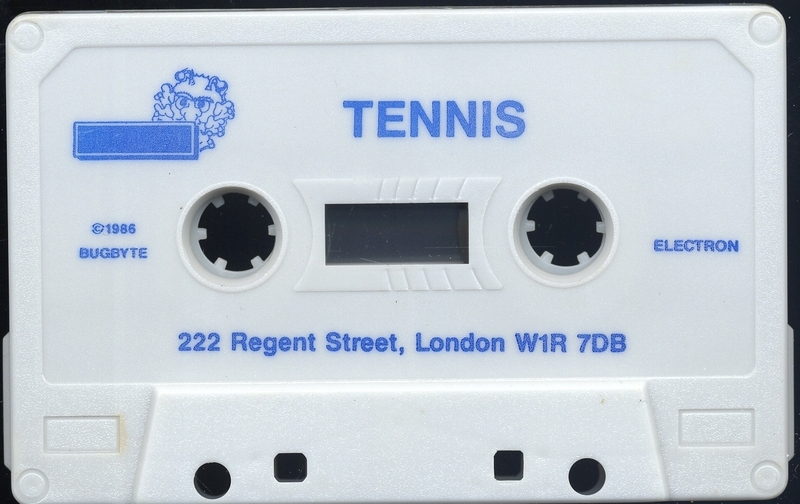 TENNIS
©1986
BUGBYTE
ELECTRON
222 Regent Street, London W1R 7DB